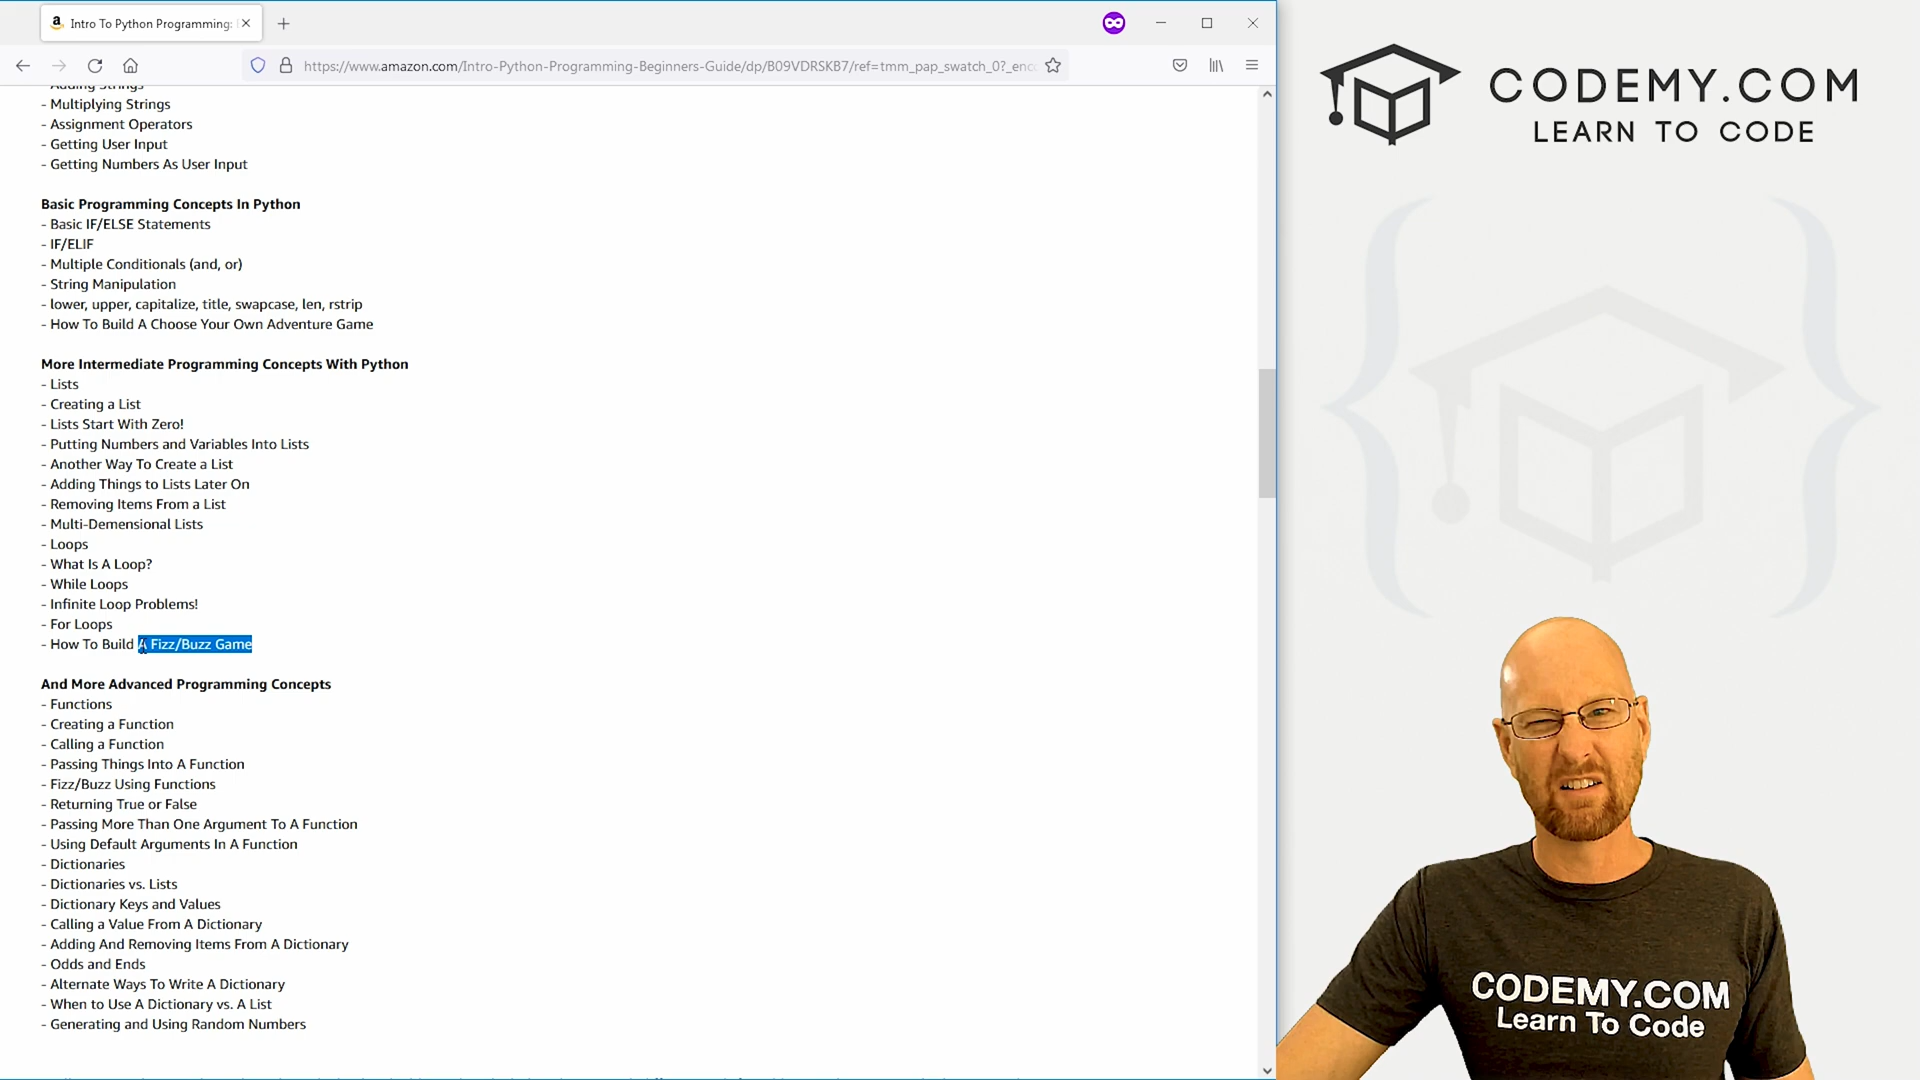 Intro To Python Programming:
https://www.amazon.com/Intro-Python-Programming-Beginners-Guide/dp/B09VDRSKB7/ref=tmm_pap_swatch_0?_enc
- Adding Strings
- Multiplying Strings
- Assignment Operators
- Getting User Input
- Getting Numbers As User Input
Basic Programming Concepts In Python
- Basic IF/ELSE Statements
- IF/ELIF
- Multiple Conditionals (and, or)
- String Manipulation
- lower, upper, capitalize, title, swapcase, len, rstrip
- How To Build A Choose Your Own Adventure Game
More Intermediate Programming Concepts With Python
- Lists
- Creating a List
- Lists Start With Zero!
- Putting Numbers and Variables Into Lists
- Another Way To Create a List
- Adding Things to Lists Later On
- Removing Items From a List
- Multi-Demensional Lists
- Loops
- What Is A Loop?
- While Loops
- Infinite Loop Problems!
- For Loops
- How To Build A Fizz/Buzz Game
And More Advanced Programming Concepts
- Functions
- Creating a Function
- Calling a Function
- Passing Things Into A Function
- Fizz/Buzz Using Functions
- Returning True or False
- Passing More Than One Argument To A Function
- Using Default Arguments In A Function
- Dictionaries
- Dictionaries vs. Lists
- Dictionary Keys and Values
- Calling a Value From A Dictionary
- Adding And Removing Items From A Dictionary
- Odds and Ends
- Alternate Ways To Write A Dictionary
- When to Use A Dictionary vs. A List
- Generating and Using Random Numbers
CODEMY.COM
LEARN TO CODE
CODEMY.COM
Learn To Code